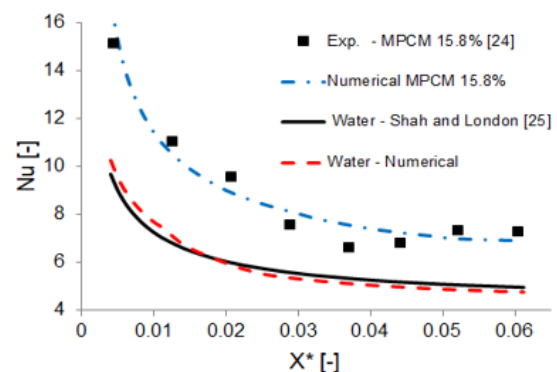 16
14
12
10
8
6
4
Nu [-]
Exp. - MPCM 15.8% [24]
Numerical MPCM 15.8%
Water - Shah and London [25]
Water - Numerical
0 0.01 0.02 0.03 0.04 0.05 0.06
X* [-]